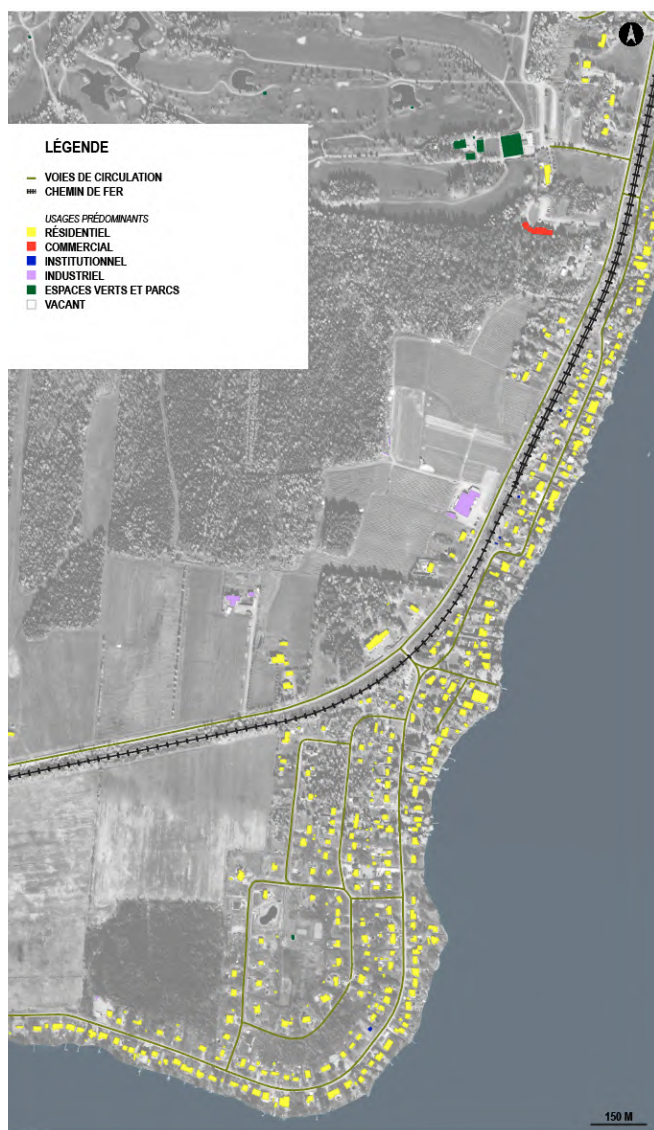 LÉGENDE
VOIES DE CIRCULATION
CHEMIN DE FER
USAGES PRÉDOMINANTS
RÉSIDENTIEL
COMMERCIAL
INSTITUTIONNEL
INDUSTRIEL
ESPACES VERTS ET PARCS
VACANT
150 M